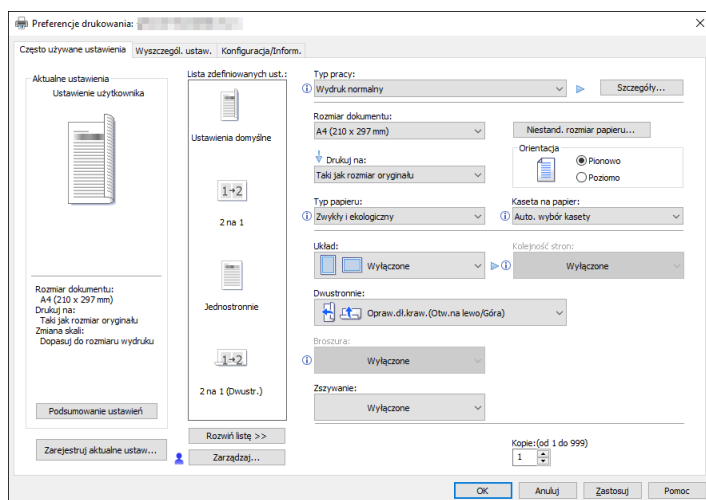 Preferencje drukowania:
Często używane ustawienia
Wyszczegól. ustaw.
Konfiguracja/Inform.
Aktualne ustawienia
Ustawienie użytkownika
Rozmiar dokumentu:
A4 (210 x 297 mm)
Drukuj na:
Taki jak rozmiar oryginału
Zmiana skali:
Dopasuj do rozmiaru wydruku
Podsumowanie ustawień
Zarejestruj aktualne ustaw...
Lista zdefiniowanych ust.:
Ustawienia domyślne
1→2
2 na 1
Jednostronnie
1→2
2 na 1 (Dwustr.)
Rozwiń listę >>
Zarządzaj...
Typ pracy:
Wydruk normalny
Szczegóły...
Rozmiar dokumentu:
A4 (210 x 297 mm)
Niestand. rozmiar papieru...
Drukuj na:
Taki jak rozmiar oryginału
Orientacja
Pionowo
Poziomo
Typ papieru:
Zwykły i ekologiczny
Kaseta na papier:
Auto. wybór kasety
Układ:
Wyłączone
Kolejność stron:
Wyłączone
Dwustronnie:
Opraw.dł.kraw.(Otw.na lewo/Góra)
Broszura:
Wyłączone
Zszywanie:
Wyłączone
Kopie:(od 1 do 999)
1
OK
Anuluj
Zastosuj
Pomoc